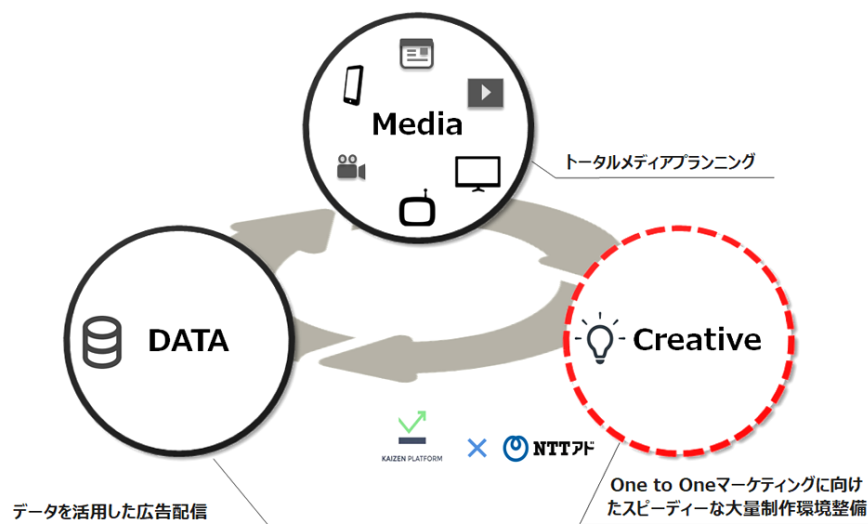 Media
トータルメディアプランニング
DATA
Creative
KAIZEN PLATFORM
NTTアド
One to Oneマーケティングに向け
たスピーディーな大量制作環境整備
データを活用した広告配信